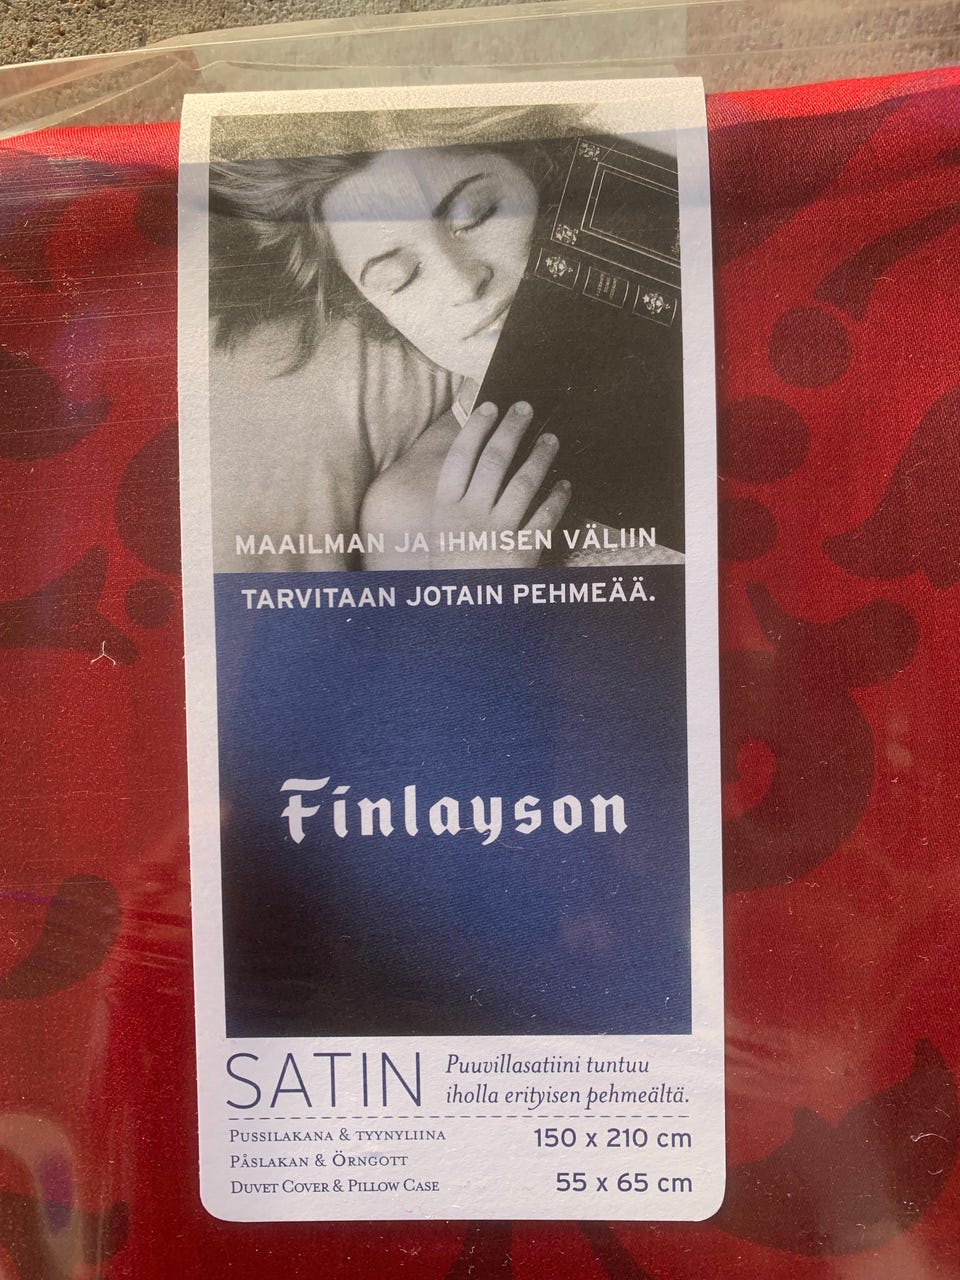 MAAILMAN JA IHMISEN VÄLIIN
TARVITAAN JOTAIN PEHMEÄÄ.
Finlayson
SATIN
Puuvillasatiini tuntuu
iholla erityisen pehmeältä.
PUSSILAKANA & TYYNYLIINA
PÅSLAKAN & ÖRNGOTT
DUVET COVER & PILLOW CASE
150 x 210 cm
55 x 65 cm